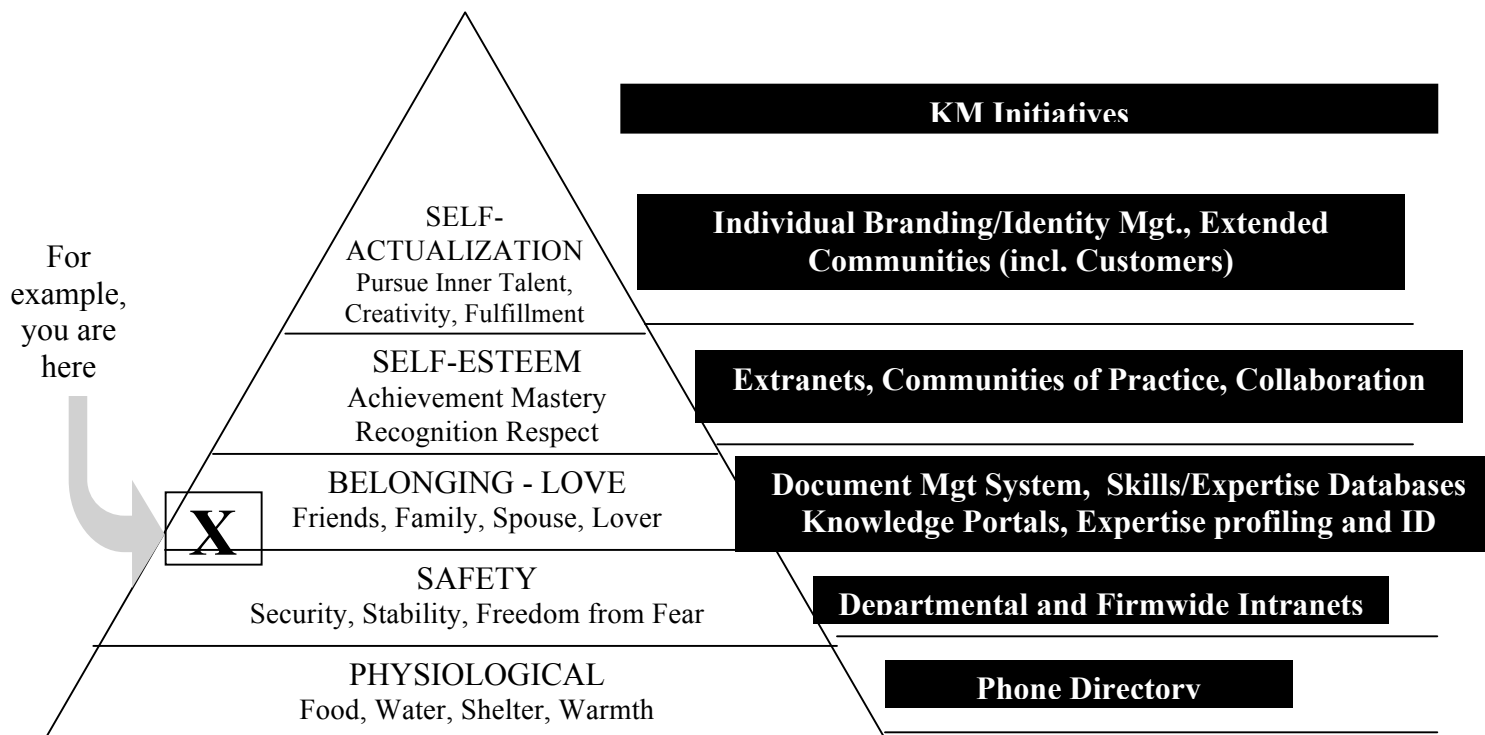 KM Initiatives
SELF-
ACTUALIZATION
Pursue Inner Talent,
Creativity, Fulfillment
Individual Branding/Identity Mgt., Extended
Communities (incl. Customers)
For
example,
you are
here
SELF-ESTEEM
Achievement Mastery
Recognition Respect
Extranets, Communities of Practice, Collaboration
X
BELONGING - LOVE
Friends, Family, Spouse, Lover
Document Mgt System, Skills/Expertise Databases
Knowledge Portals, Expertise profiling and ID
SAFETY
Security, Stability, Freedom from Fear
Departmental and Firmwide Intranets
PHYSIOLOGICAL
Food, Water, Shelter, Warmth
Phone Directory